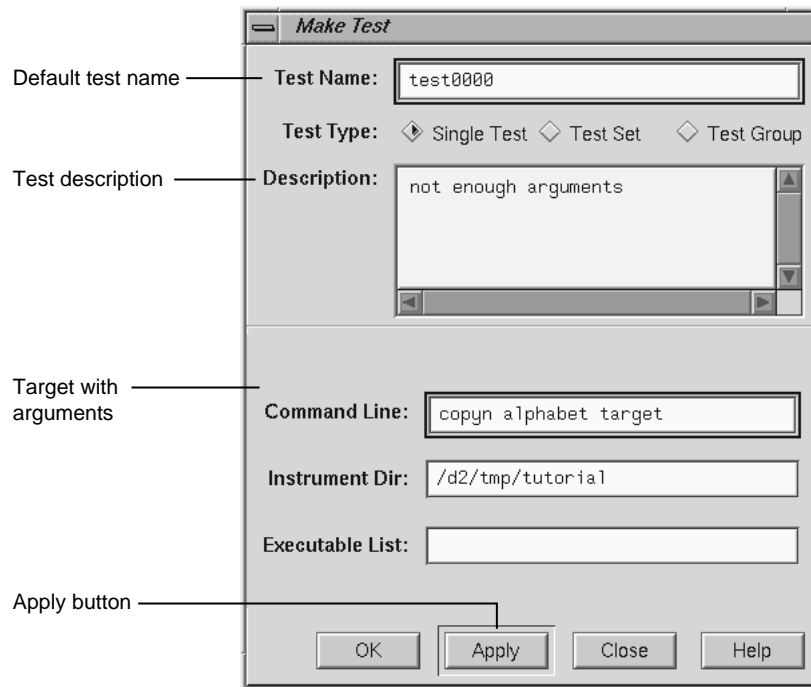 Make Test
Default test name
Test Name: test0000
Test Type: Single Test Test Set Test Group
Test description
Description: not enough arguments
Target with
arguments
Command Line: copyn alphabet target
Instrument Dir: /d2/tmp/tutorial
Executable List:
Apply button
OK Apply Close Help